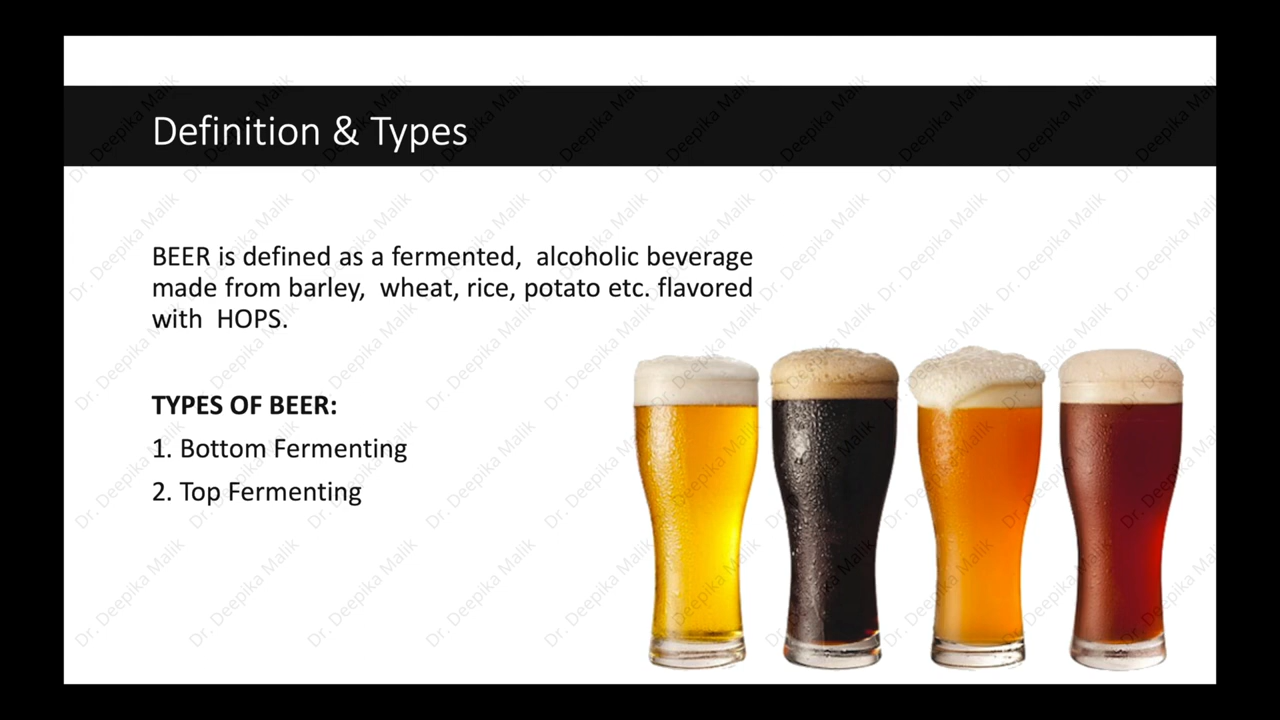 Definition & Types
BEER is defined as a fermented,  alcoholic beverage
made from barley,  wheat, rice, potato etc. flavored
with  HOPS.
TYPES OF BEER:
1. Bottom Fermenting
2. Top Fermenting
Dr. Deepika Malik